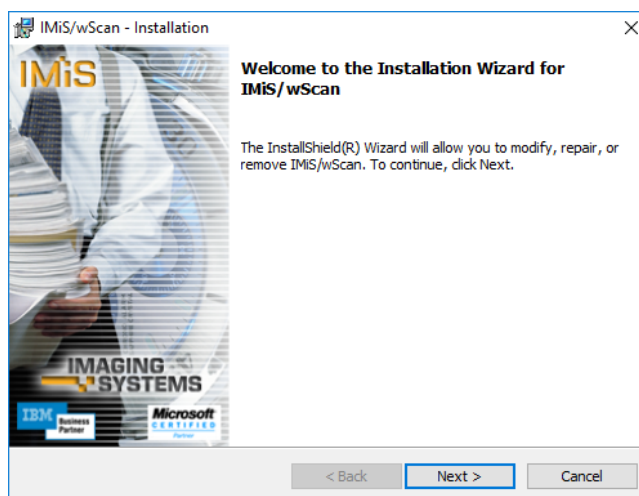 IMiS/wScan - Installation
IMiS
Welcome to the Installation Wizard for
IMiS/wScan
The InstallShield(R) Wizard will allow you to modify, repair, or
remove IMiS/wScan. To continue, click Next.
IMAGING
SYSTEMS
IBM Business
Partner
Microsoft
CERTIFIED
Partner
< Back
Next >
Cancel